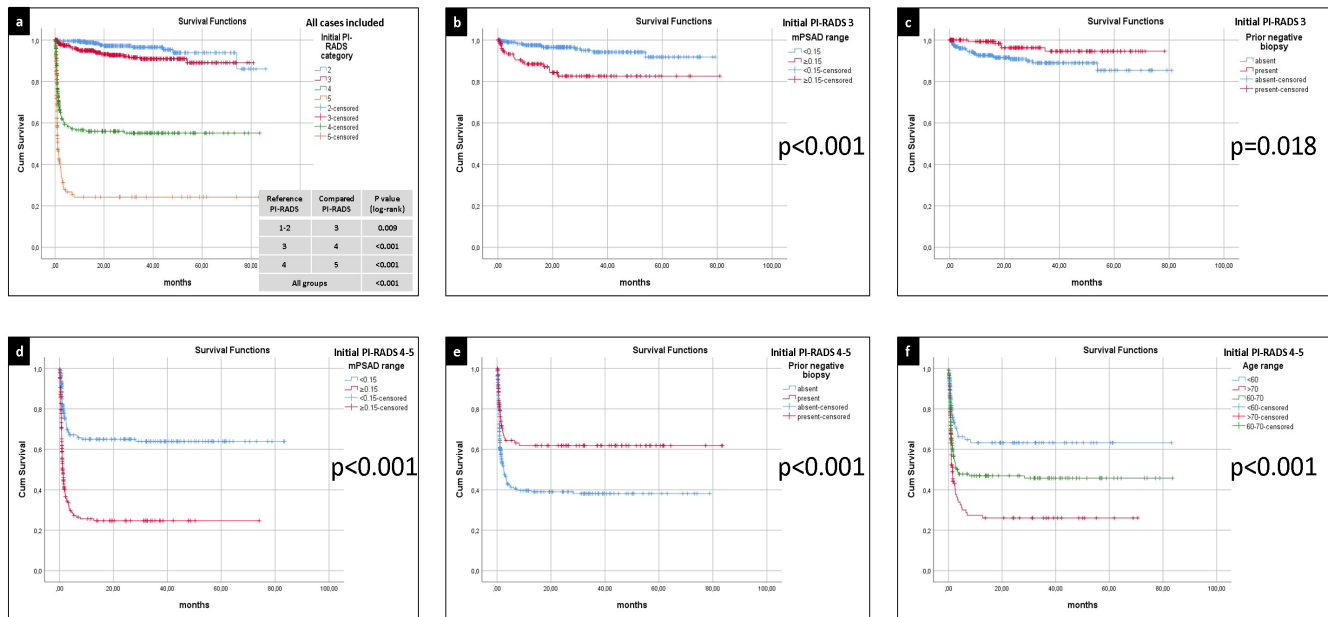 a
Survival Functions
All cases included
Initial PI-RADS category
2
3
4
5
2-censored
3-censored
4-censored
5-censored
Cum Survival
1,0
0,8
0,6
0,4
0,2
0,0
,00
20,00
40,00
60,00
80,00
months
Reference PI-RADS
Compared PI-RADS
P value (log-rank)
1-2
3
0.009
3
4
<0.001
4
5
<0.001
All groups
<0.001
b
Survival Functions
Initial PI-RADS 3
mPSAD range
<0.15
≥0.15
<0.15-censored
≥0.15-censored
p<0.001
Cum Survival
1,0
0,8
0,6
0,4
0,2
0,0
,00
20,00
40,00
60,00
80,00
100,00
months
c
Survival Functions
Initial PI-RADS 3
Prior negative biopsy
absent
present
absent-censored
present-censored
p=0.018
Cum Survival
1,0
0,8
0,6
0,4
0,2
0,0
,00
20,00
40,00
60,00
80,00
100,00
months
d
Survival Functions
Initial PI-RADS 4-5
mPSAD range
<0.15
≥0.15
<0.15-censored
≥0.15-censored
p<0.001
Cum Survival
1,0
0,8
0,6
0,4
0,2
0,0
,00
20,00
40,00
60,00
80,00
100,00
months
e
Survival Functions
Initial PI-RADS 4-5
Prior negative biopsy
absent
present
absent-censored
present-censored
p<0.001
Cum Survival
1,0
0,8
0,6
0,4
0,2
0,0
,00
20,00
40,00
60,00
80,00
100,00
months
f
Survival Functions
Initial PI-RADS 4-5
Age range
<60
>70
60-70
<60-censored
>70-censored
60-70-censored
p<0.001
Cum Survival
1,0
0,8
0,6
0,4
0,2
0,0
,00
20,00
40,00
60,00
80,00
100,00
months